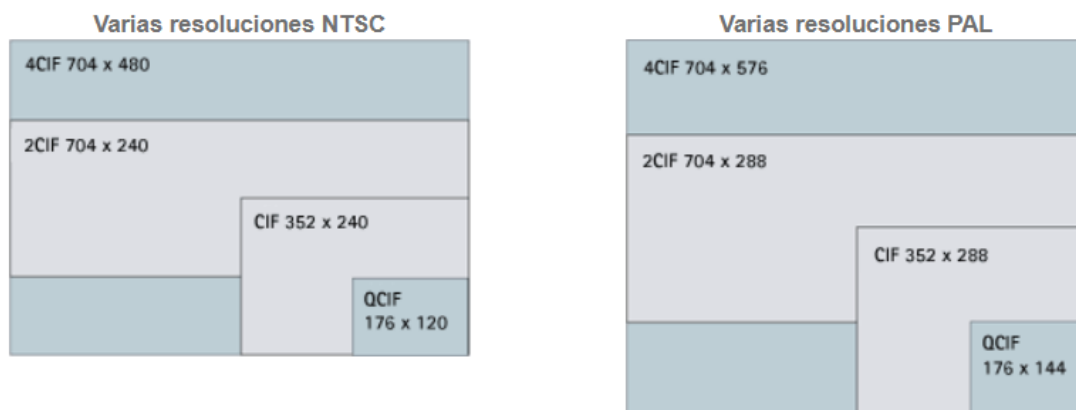 Varias resoluciones NTSC
4CIF 704 x 480
2CIF 704 x 240
CIF 352 x 240
QCIF
176 x 120
Varias resoluciones PAL
4CIF 704 x 576
2CIF 704 x 288
CIF 352 x 288
QCIF
176 x 144